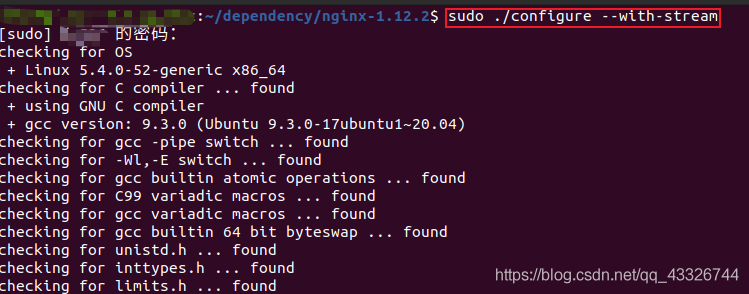 :~/dependency/nginx-1.12.2$ sudo ./configure --with-stream
[sudo] 的密码：
checking for OS
 + Linux 5.4.0-52-generic x86_64
checking for C compiler ... found
 + using GNU C compiler
 + gcc version: 9.3.0 (Ubuntu 9.3.0-17ubuntu1~20.04)
checking for gcc -pipe switch ... found
checking for -Wl,-E switch ... found
checking for gcc builtin atomic operations ... found
checking for C99 variadic macros ... found
checking for gcc variadic macros ... found
checking for gcc builtin 64 bit byteswap ... found
checking for unistd.h ... found
checking for inttypes.h ... found
checking for limits.h ... found
https://blog.csdn.net/qq_43326744